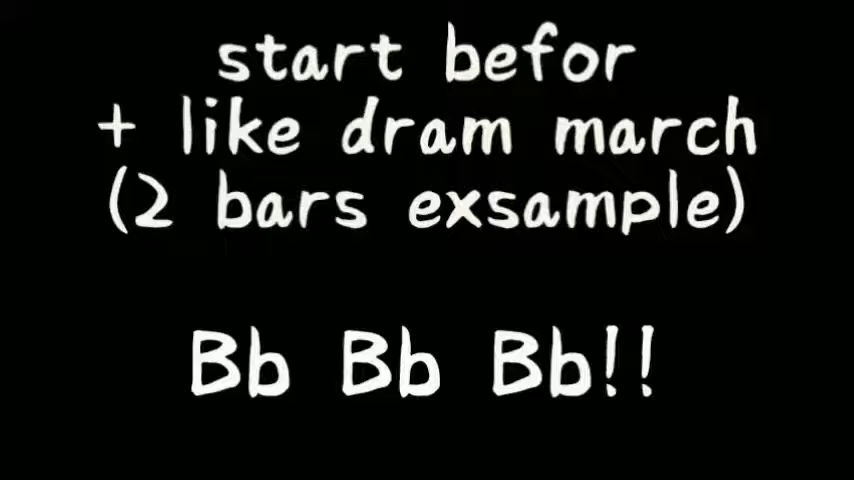 start befor
+ like dram march
(2 bars exsample)
Bb Bb Bb!!